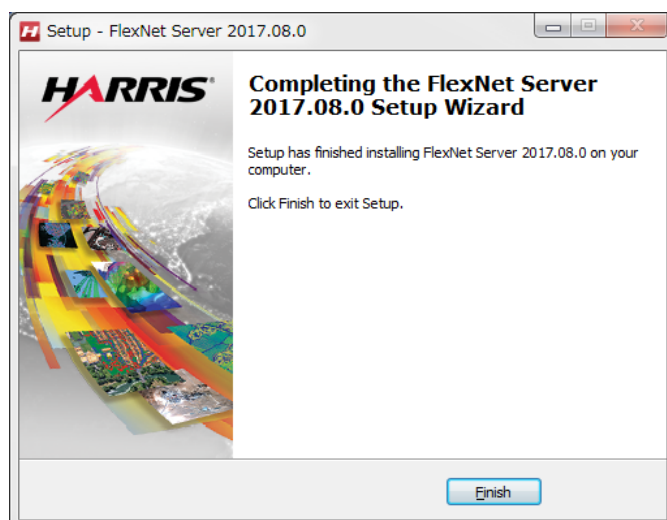 Setup - FlexNet Server 2017.08.0
HARRIS®
Completing the FlexNet Server
2017.08.0 Setup Wizard
Setup has finished installing FlexNet Server 2017.08.0 on your
computer.
Click Finish to exit Setup.
Finish